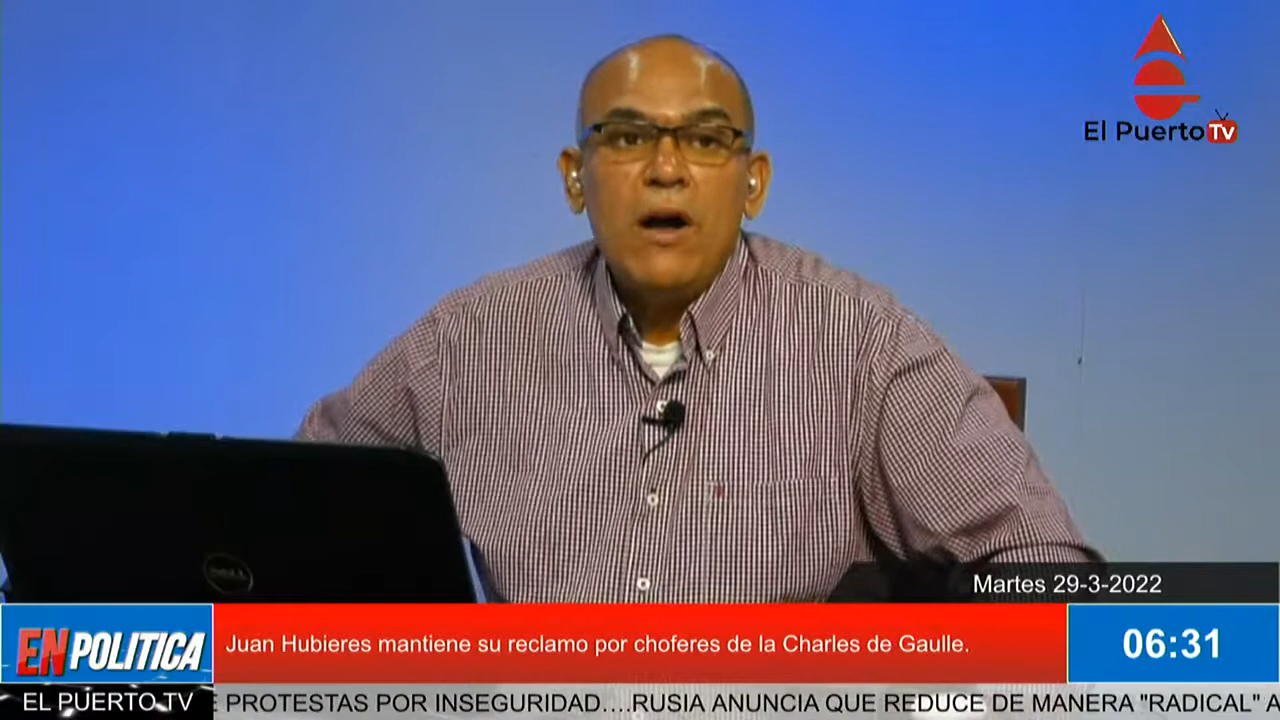 El Puerto Tv
DELL
Martes 29-3-2022
EN POLITICA
Juan Hubieres mantiene su reclamo por choferes de la Charles de Gaulle.
06:31
EL PUERTO TV
PROTESTAS POR INSEGURIDAD....RUSIA ANUNCIA QUE REDUCE DE MANERA "RADICAL" A